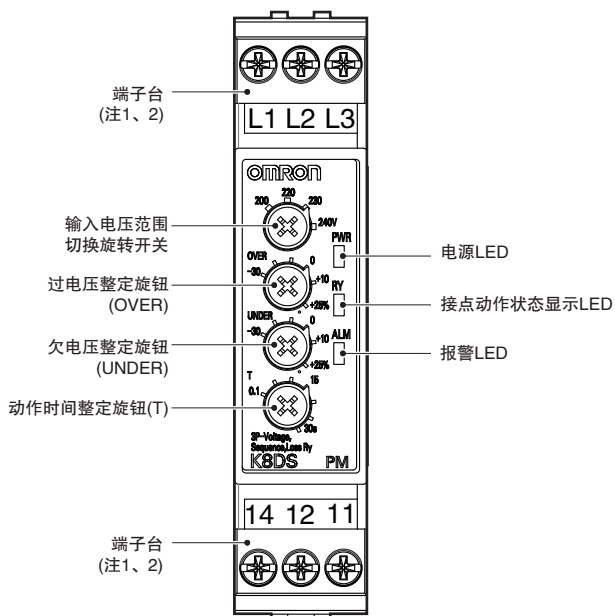 端子台
(注1、2)
L1 L2 L3
OMRON
200
220
230
240V
输入电压范围
切换旋转开关
PWR
电源LED
OVER
-30
0
+10
+25%
过电压整定旋钮
(OVER)
RY
接点动作状态显示LED
UNDER
-30
0
+10
+25%
欠电压整定旋钮
(UNDER)
ALM
报警LED
T
0.1
15
30s
动作时间整定旋钮(T)
3P-Voltage,
Sequence,Loss Ry
K8DS PM
14 12 11
端子台
(注1、2)